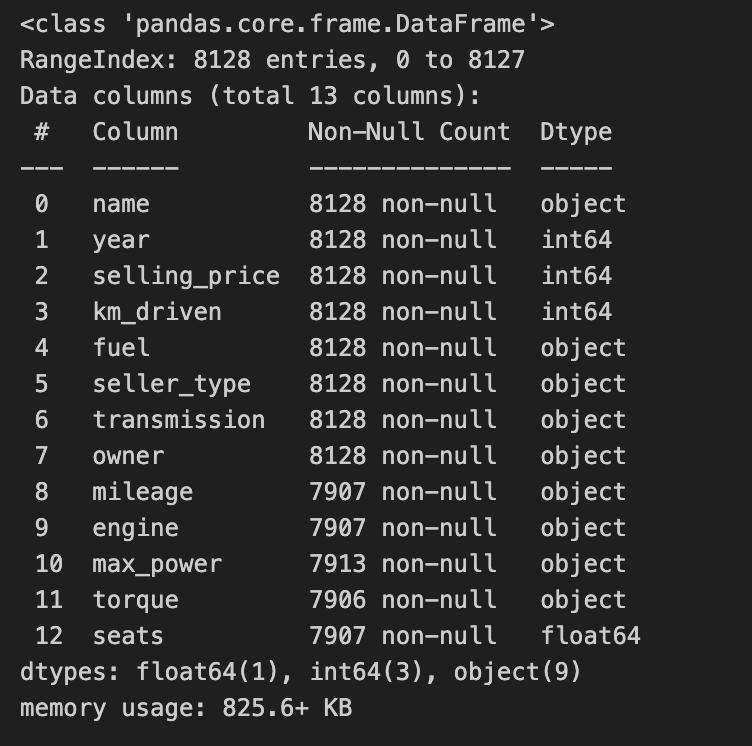 <class 'pandas.core.frame.DataFrame'>
RangeIndex: 8128 entries, 0 to 8127
Data columns (total 13 columns):
 #   Column         Non-Null Count  Dtype
---  ------         --------------  -----
 0   name           8128 non-null   object
 1   year           8128 non-null   int64
 2   selling_price  8128 non-null   int64
 3   km_driven      8128 non-null   int64
 4   fuel           8128 non-null   object
 5   seller_type    8128 non-null   object
 6   transmission   8128 non-null   object
 7   owner          8128 non-null   object
 8   mileage        7907 non-null   object
 9   engine         7907 non-null   object
 10  max_power      7913 non-null   object
 11  torque         7906 non-null   object
 12  seats          7907 non-null   float64
dtypes: float64(1), int64(3), object(9)
memory usage: 825.6+ KB